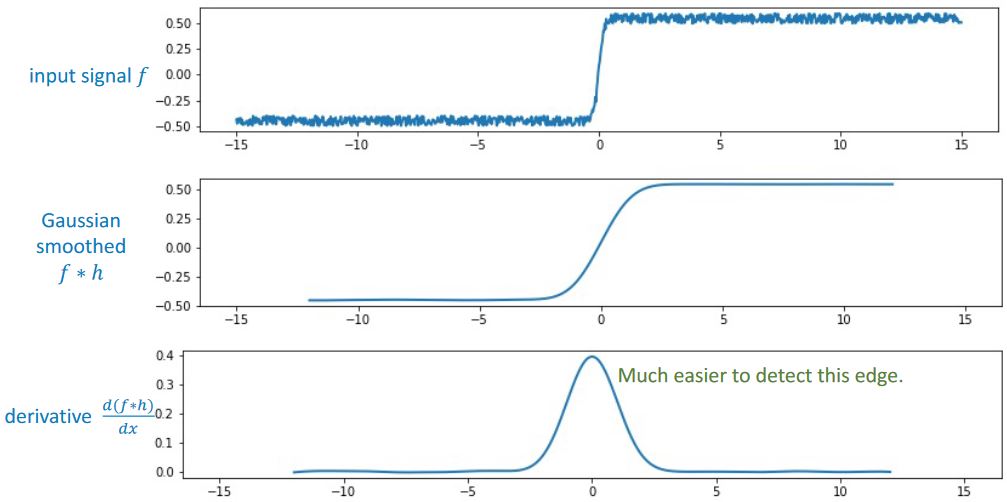 0.50
0.25
input signal f
0.00
−0.25
−0.50
−15 −10 −5 0 5 10 15
0.50
Gaussian
0.25
smoothed
0.00
f ∗ h
−0.25
−0.50
−15 −10 −5 0 5 10 15
0.4
Much easier to detect this edge.
0.3
derivative d(f∗h)/dx
0.2
0.1
0.0
−15 −10 −5 0 5 10 15